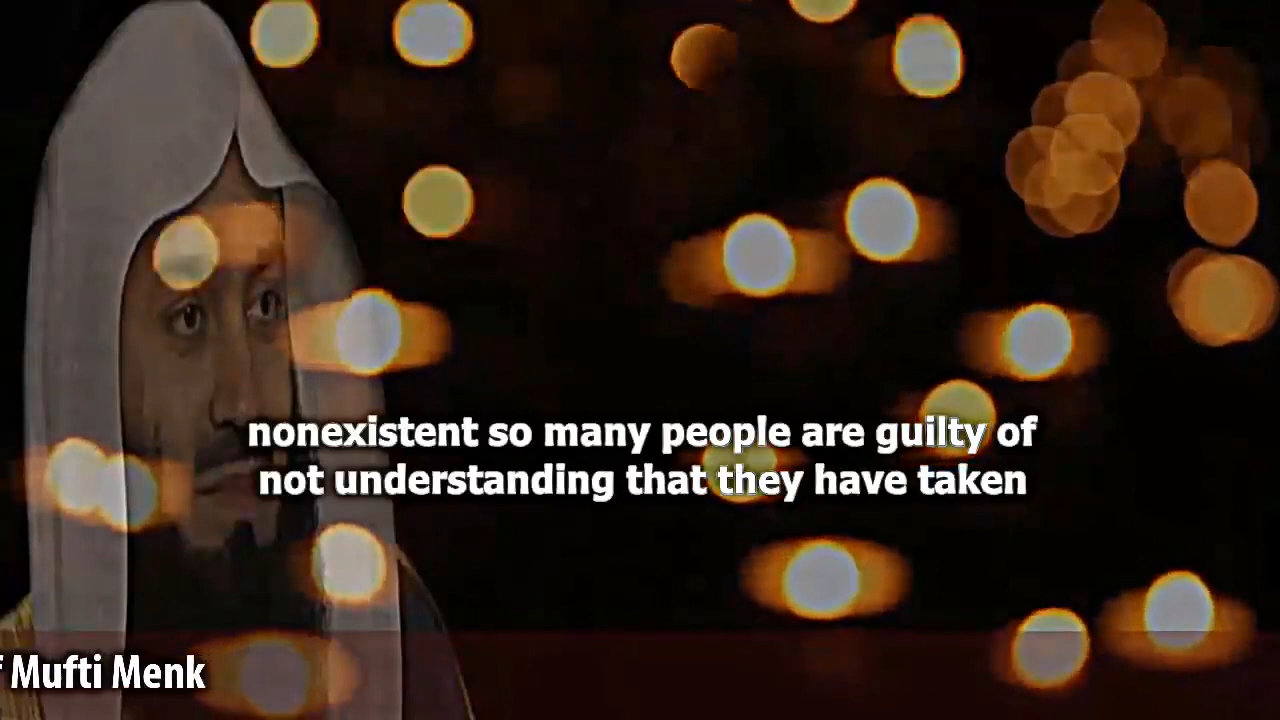 nonexistent so many people are guilty of
not understanding that they have taken
Mufti Menk